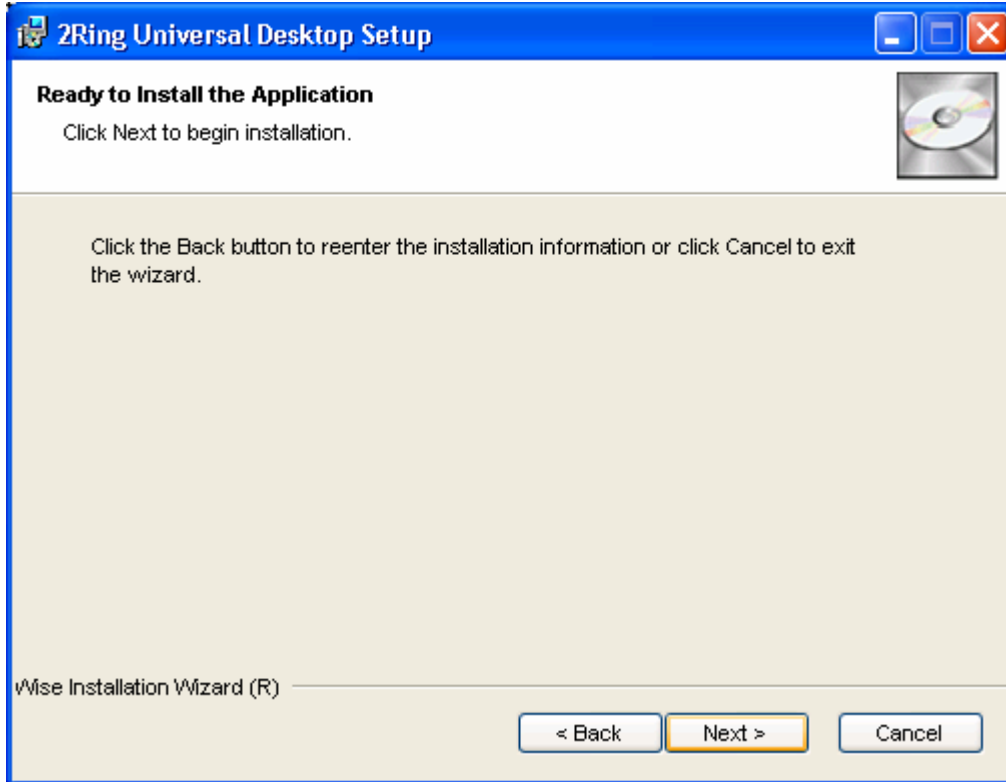 2Ring Universal Desktop Setup
Ready to Install the Application
Click Next to begin installation.
Click the Back button to reenter the installation information or click Cancel to exit
the wizard.
Wise Installation Wizard (R)
< Back
Next >
Cancel